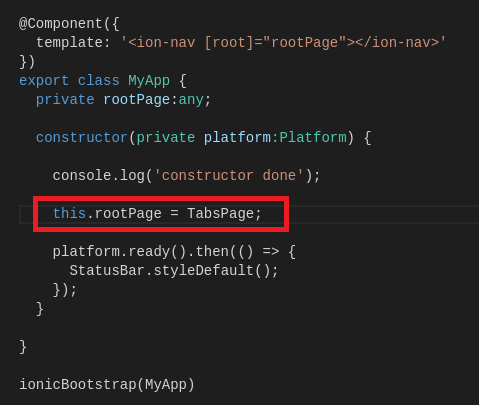 @Component({
  template: '<ion-nav [root]="rootPage"></ion-nav>'
})
export class MyApp {
  private rootPage:any;
  constructor(private platform:Platform) {
    console.log('constructor done');
    this.rootPage = TabsPage;
    platform.ready().then(() => {
      StatusBar.styleDefault();
    });
  }
}
ionicBootstrap(MyApp)